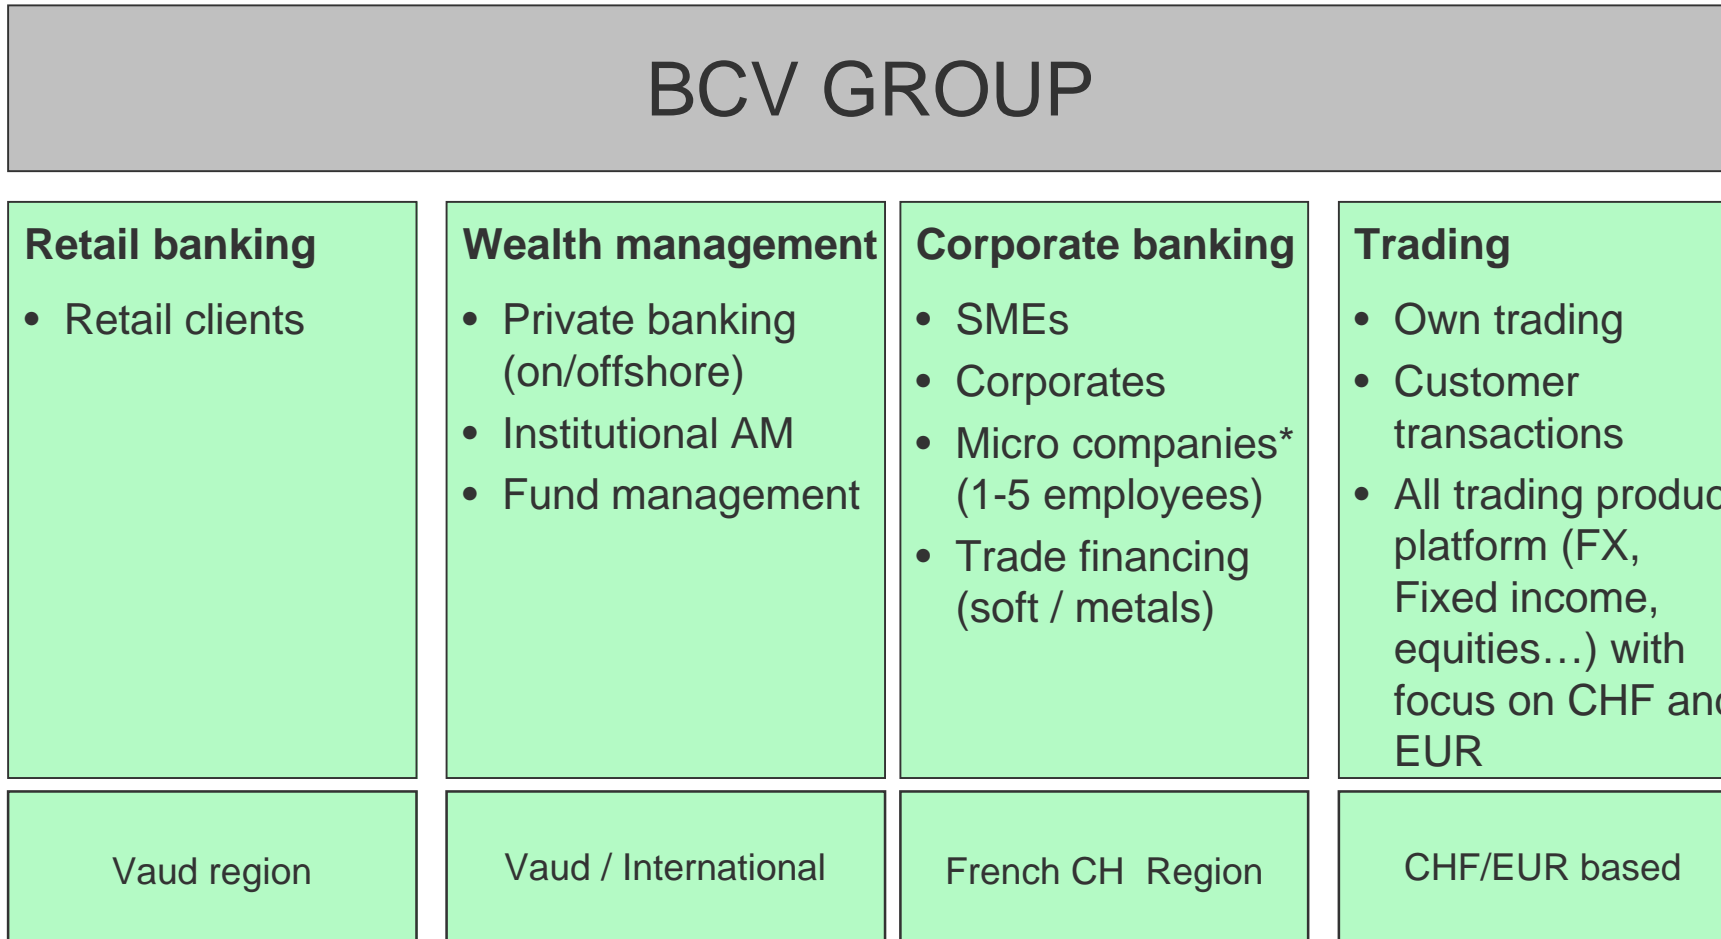 BCV GROUP
Retail banking
• Retail clients
Wealth management
• Private banking
(on/offshore)
• Institutional AM
• Fund management
Corporate banking
• SMEs
• Corporates
• Micro companies*
(1-5 employees)
• Trade financing
(soft / metals)
Trading
• Own trading
• Customer
transactions
• All trading produc
platform (FX,
Fixed income,
equities…) with
focus on CHF and
EUR
Vaud region
Vaud / International
French CH Region
CHF/EUR based